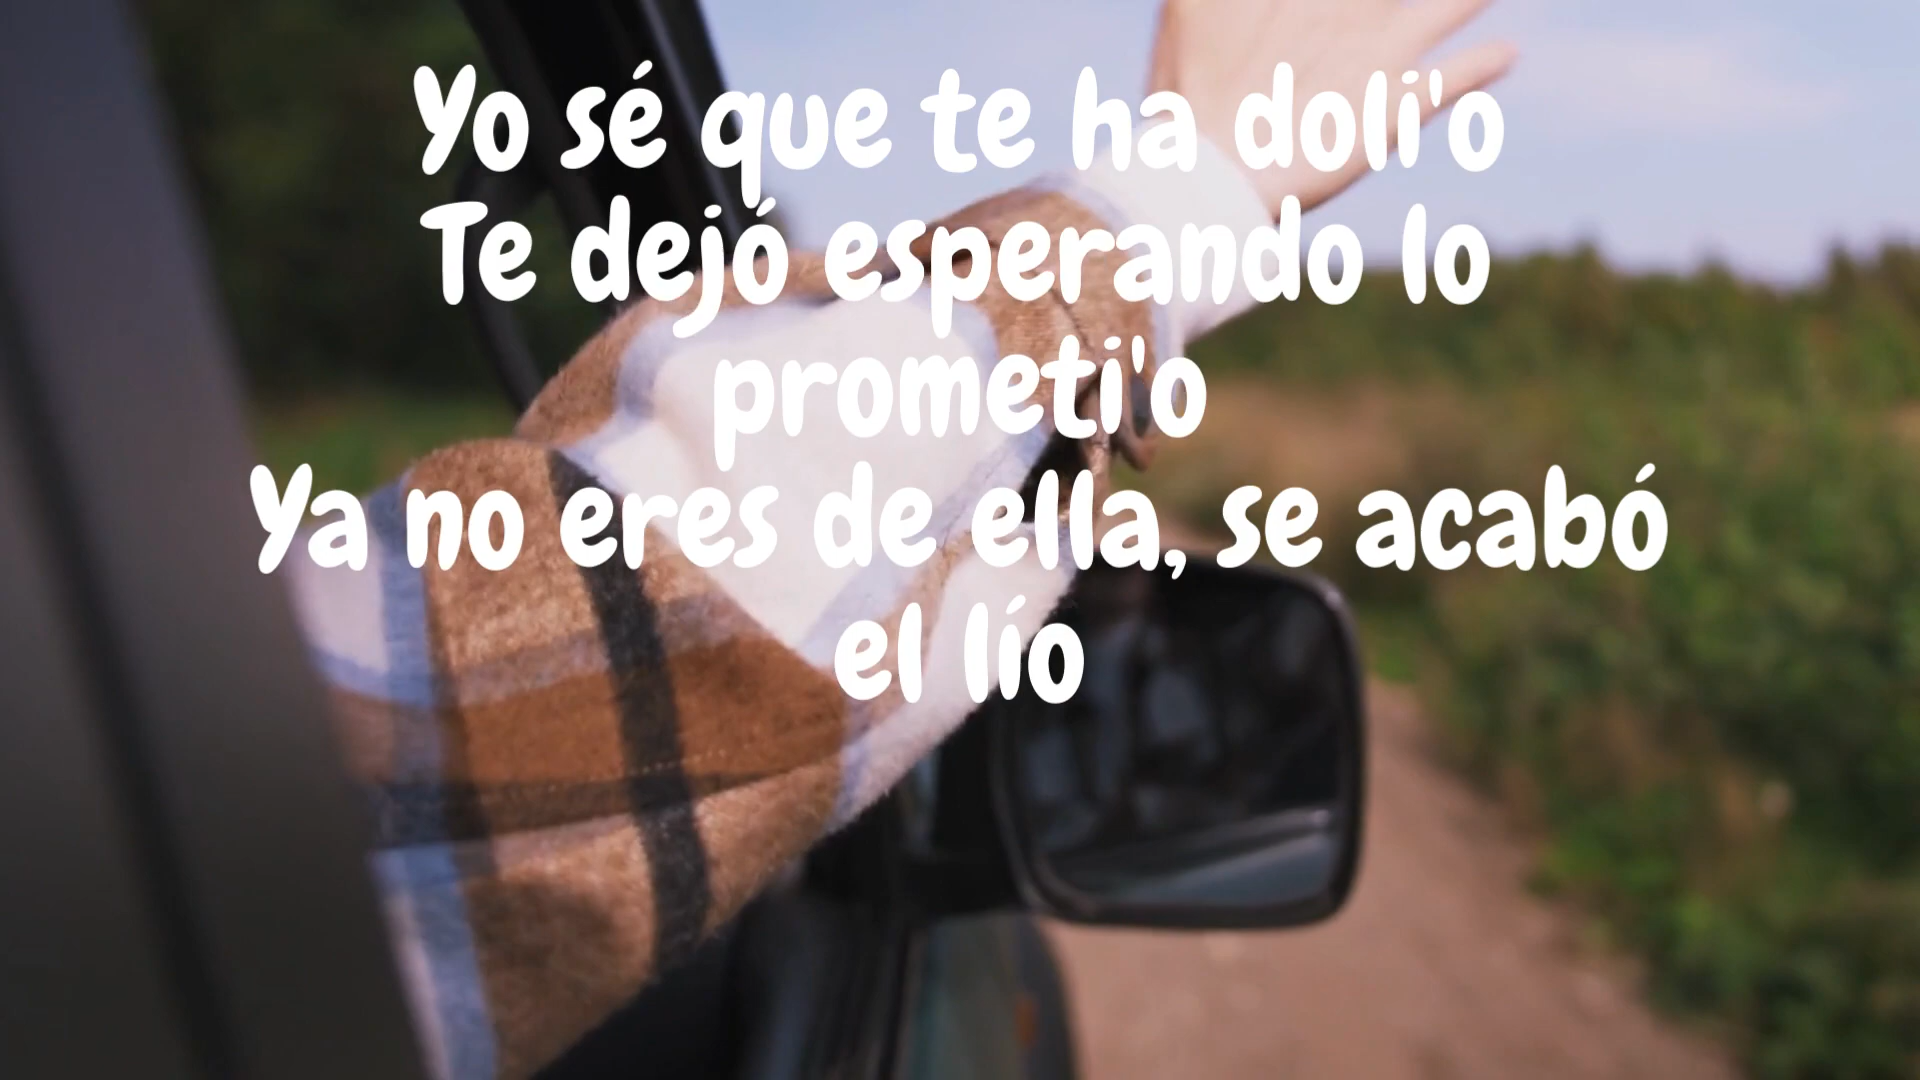 Yo sé que te ha doli'o
Te dejó esperando lo
prometi'o
Ya no eres de ella, se acabó
el lío